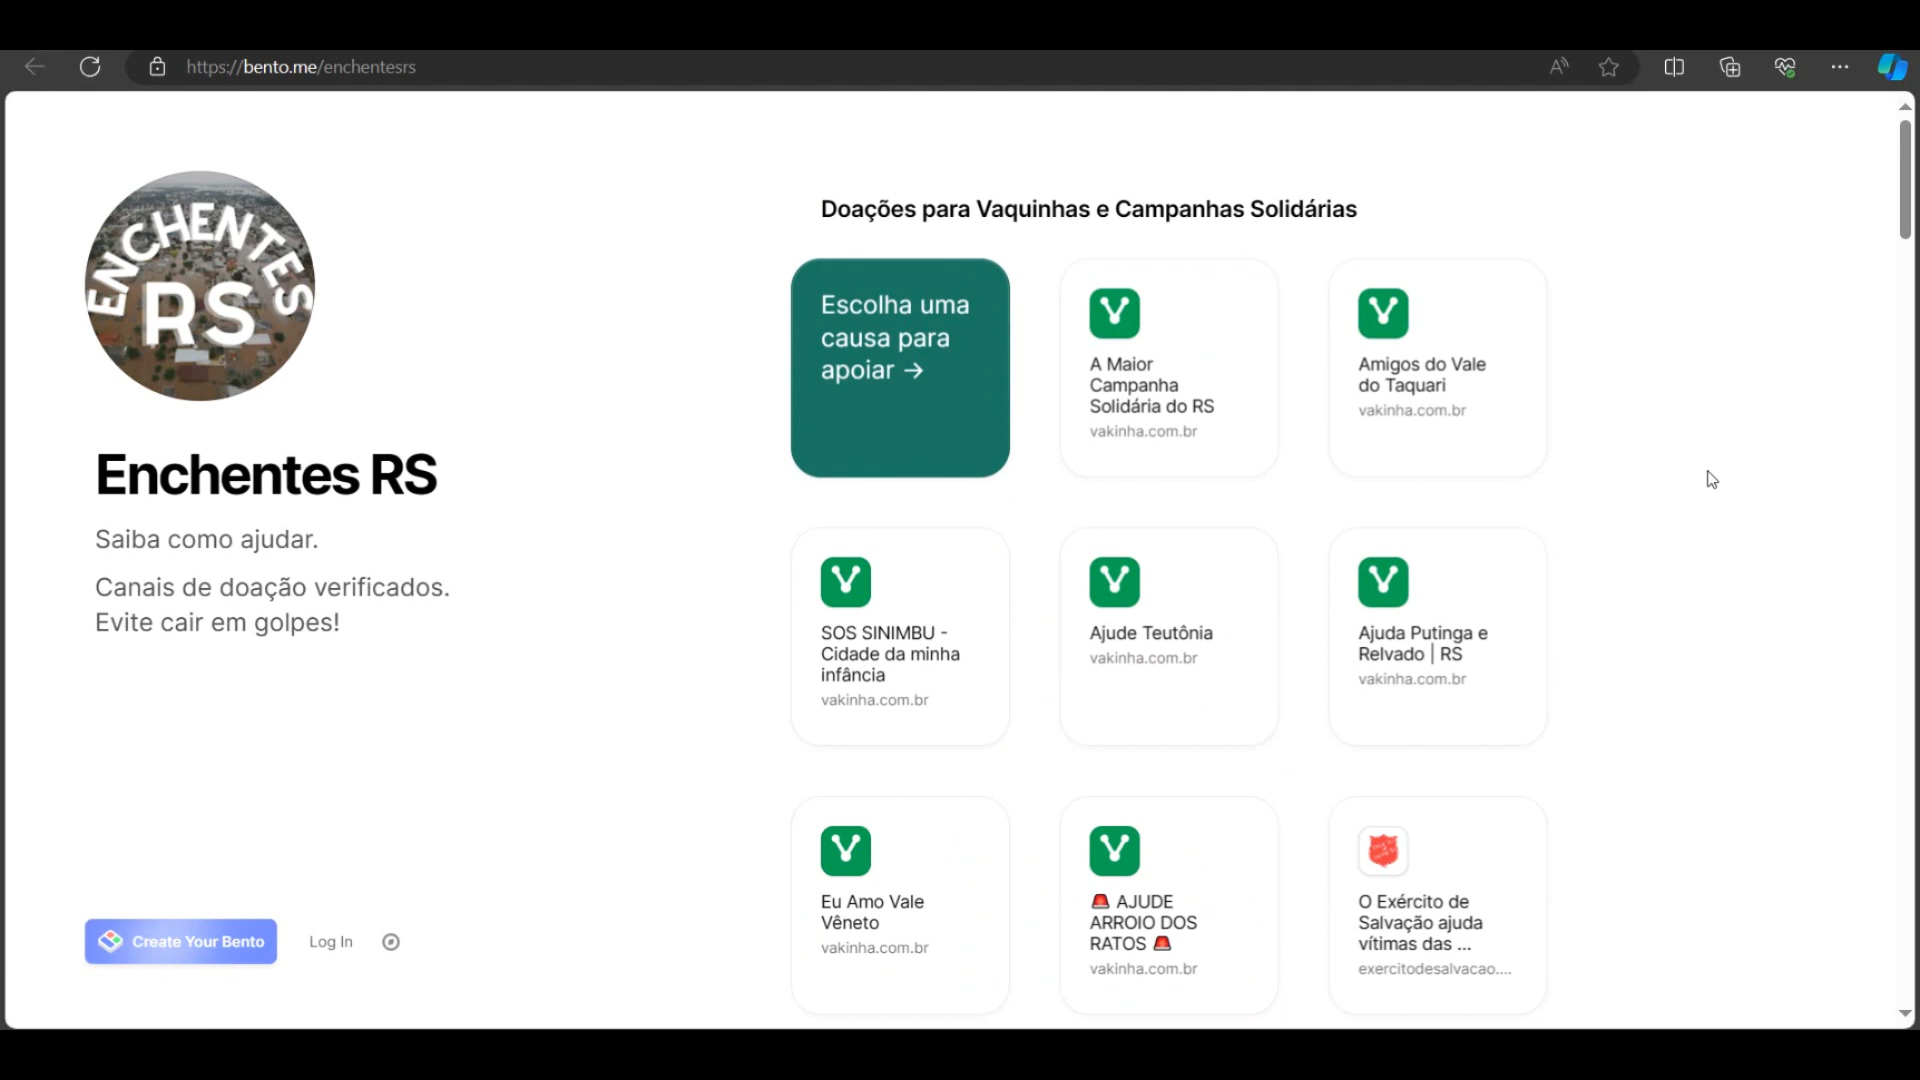 https://bento.me/enchentesrs
ENCHENTES
RS
Enchentes RS
Saiba como ajudar.
Canais de doação verificados.
Evite cair em golpes!
Create Your Bento
Log In
Doações para Vaquinhas e Campanhas Solidárias
Escolha uma
causa para
apoiar →
A Maior
Campanha
Solidária do RS
vakinha.com.br
Amigos do Vale
do Taquari
vakinha.com.br
SOS SINIMBU -
Cidade da minha
infância
vakinha.com.br
Ajude Teutônia
vakinha.com.br
Ajuda Putinga e
Relvado | RS
vakinha.com.br
Eu Amo Vale
Vêneto
vakinha.com.br
🚨 AJUDE
ARROIO DOS
RATOS 🚨
vakinha.com.br
O Exército de
Salvação ajuda
vítimas das ...
exercitodesalvacao....